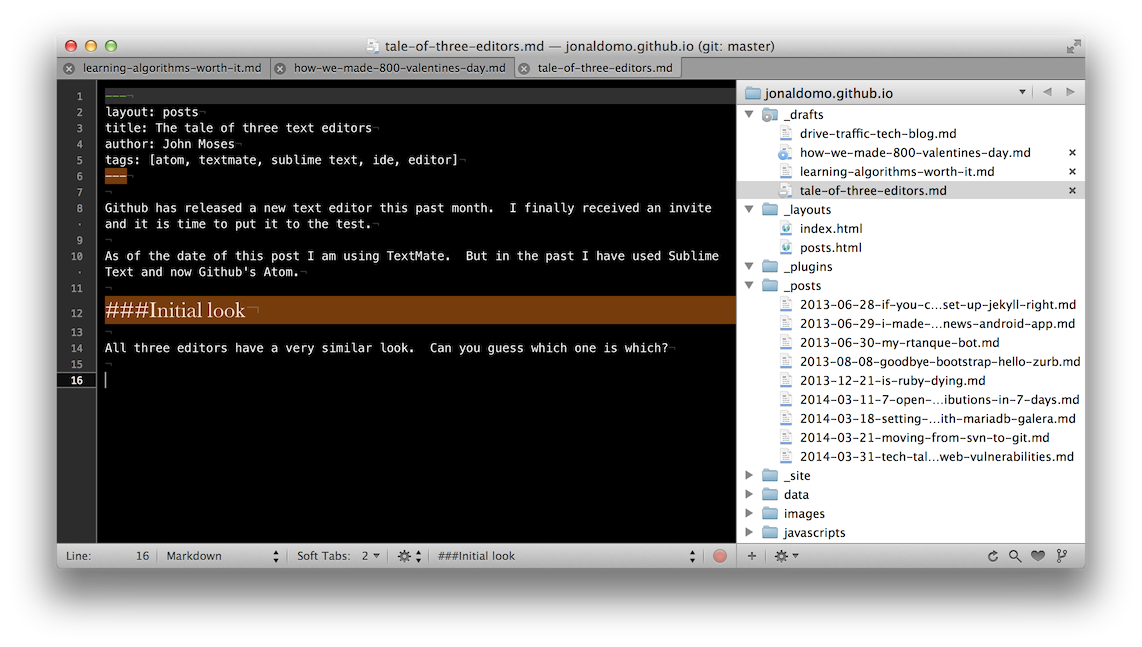 tale-of-three-editors.md — jonaldomo.github.io (git: master)
learning-algorithms-worth-it.md
how-we-made-800-valentines-day.md
tale-of-three-editors.md
1 ---¬
2 layout: posts¬
3 title: The tale of three text editors¬
4 author: John Moses¬
5 tags: [atom, textmate, sublime text, ide, editor]¬
6 ---¬
7 ¬
8 Github has released a new text editor this past month.  I finally received an invite
· and it is time to put it to the test.¬
9 ¬
10 As of the date of this post I am using TextMate.  But in the past I have used Sublime
· Text and now Github's Atom.¬
11 ¬
12 ###Initial look¬
13 ¬
14 All three editors have a very similar look.  Can you guess which one is which?¬
15 ¬
16
jonaldomo.github.io
_drafts
drive-traffic-tech-blog.md
how-we-made-800-valentines-day.md
learning-algorithms-worth-it.md
tale-of-three-editors.md
_layouts
index.html
posts.html
_plugins
_posts
2013-06-28-if-you-c...set-up-jekyll-right.md
2013-06-29-i-made-...news-android-app.md
2013-06-30-my-rtanque-bot.md
2013-08-08-goodbye-bootstrap-hello-zurb.md
2013-12-21-is-ruby-dying.md
2014-03-11-7-open-...ibutions-in-7-days.md
2014-03-18-setting-...ith-mariadb-galera.md
2014-03-21-moving-from-svn-to-git.md
2014-03-31-tech-tal...web-vulnerabilities.md
_site
data
images
javascripts
Line: 16 Markdown Soft Tabs: 2 ###Initial look